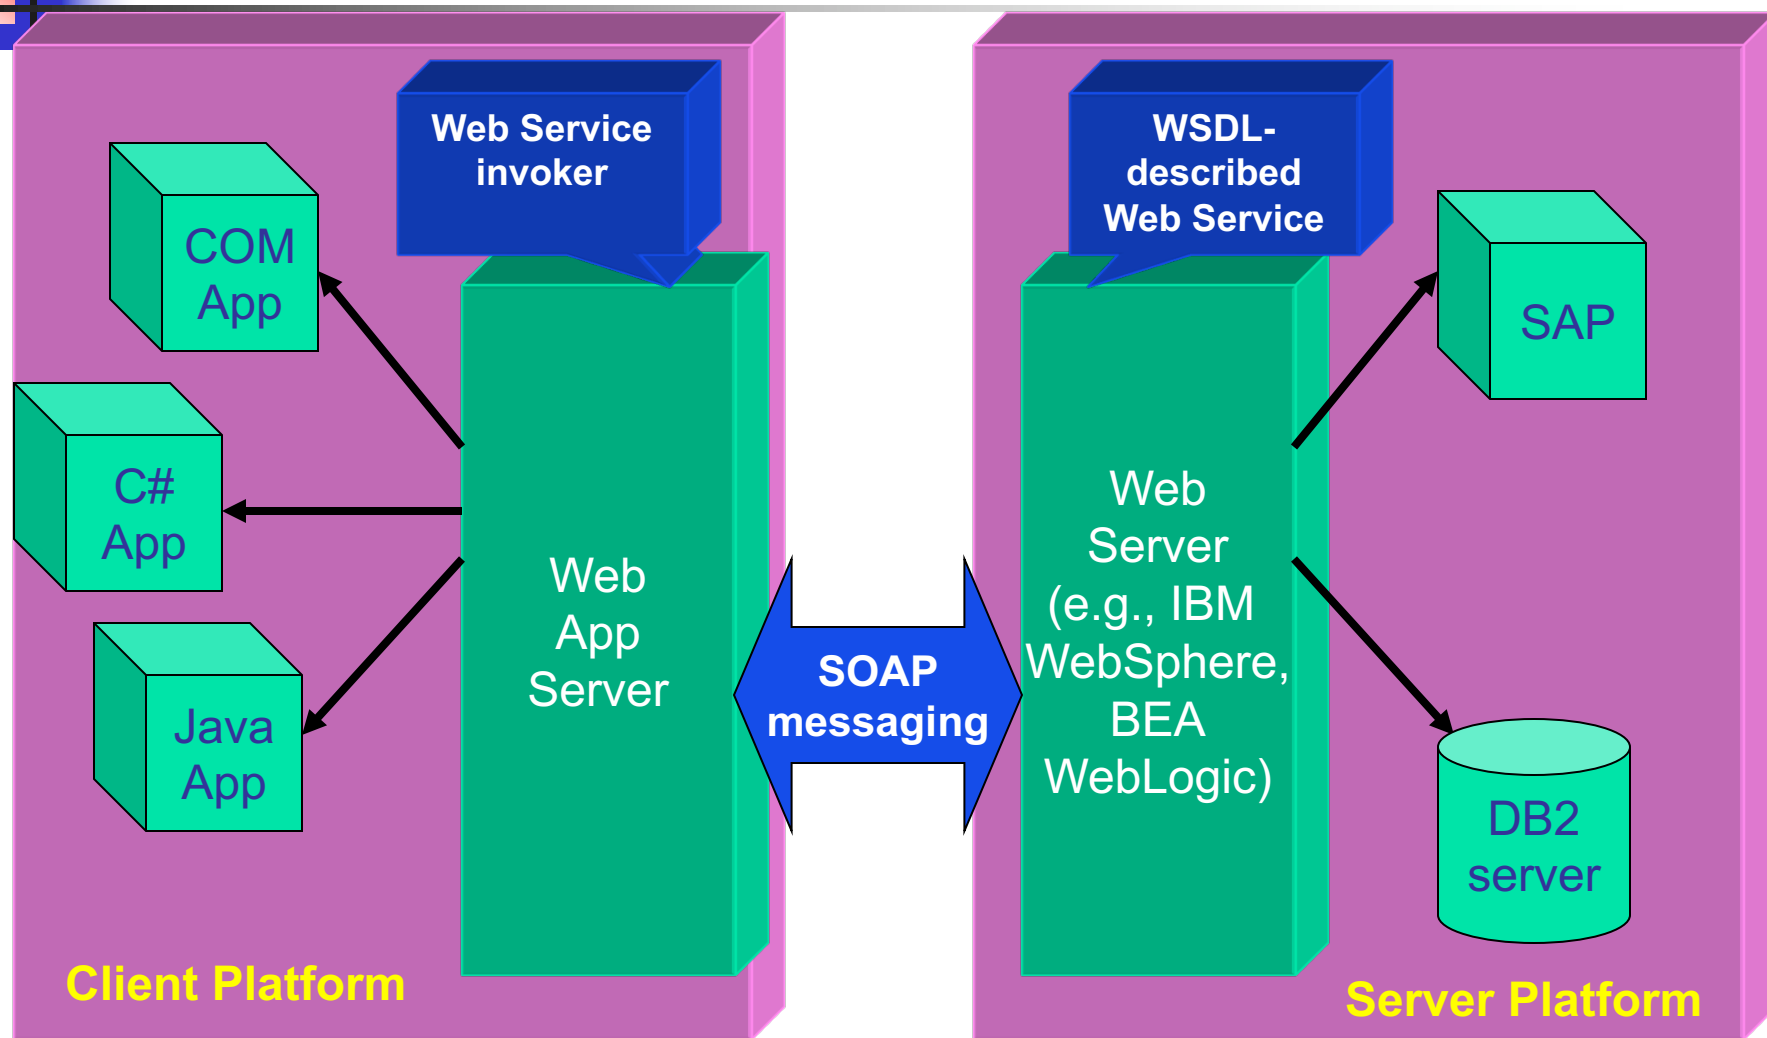 Web Service
invoker
COM
App
C#
App
Java
App
Web
App
Server
Client Platform
SOAP
messaging
WSDL-
described
Web Service
Web
Server
(e.g., IBM
WebSphere,
BEA
WebLogic)
SAP
DB2
server
Server Platform